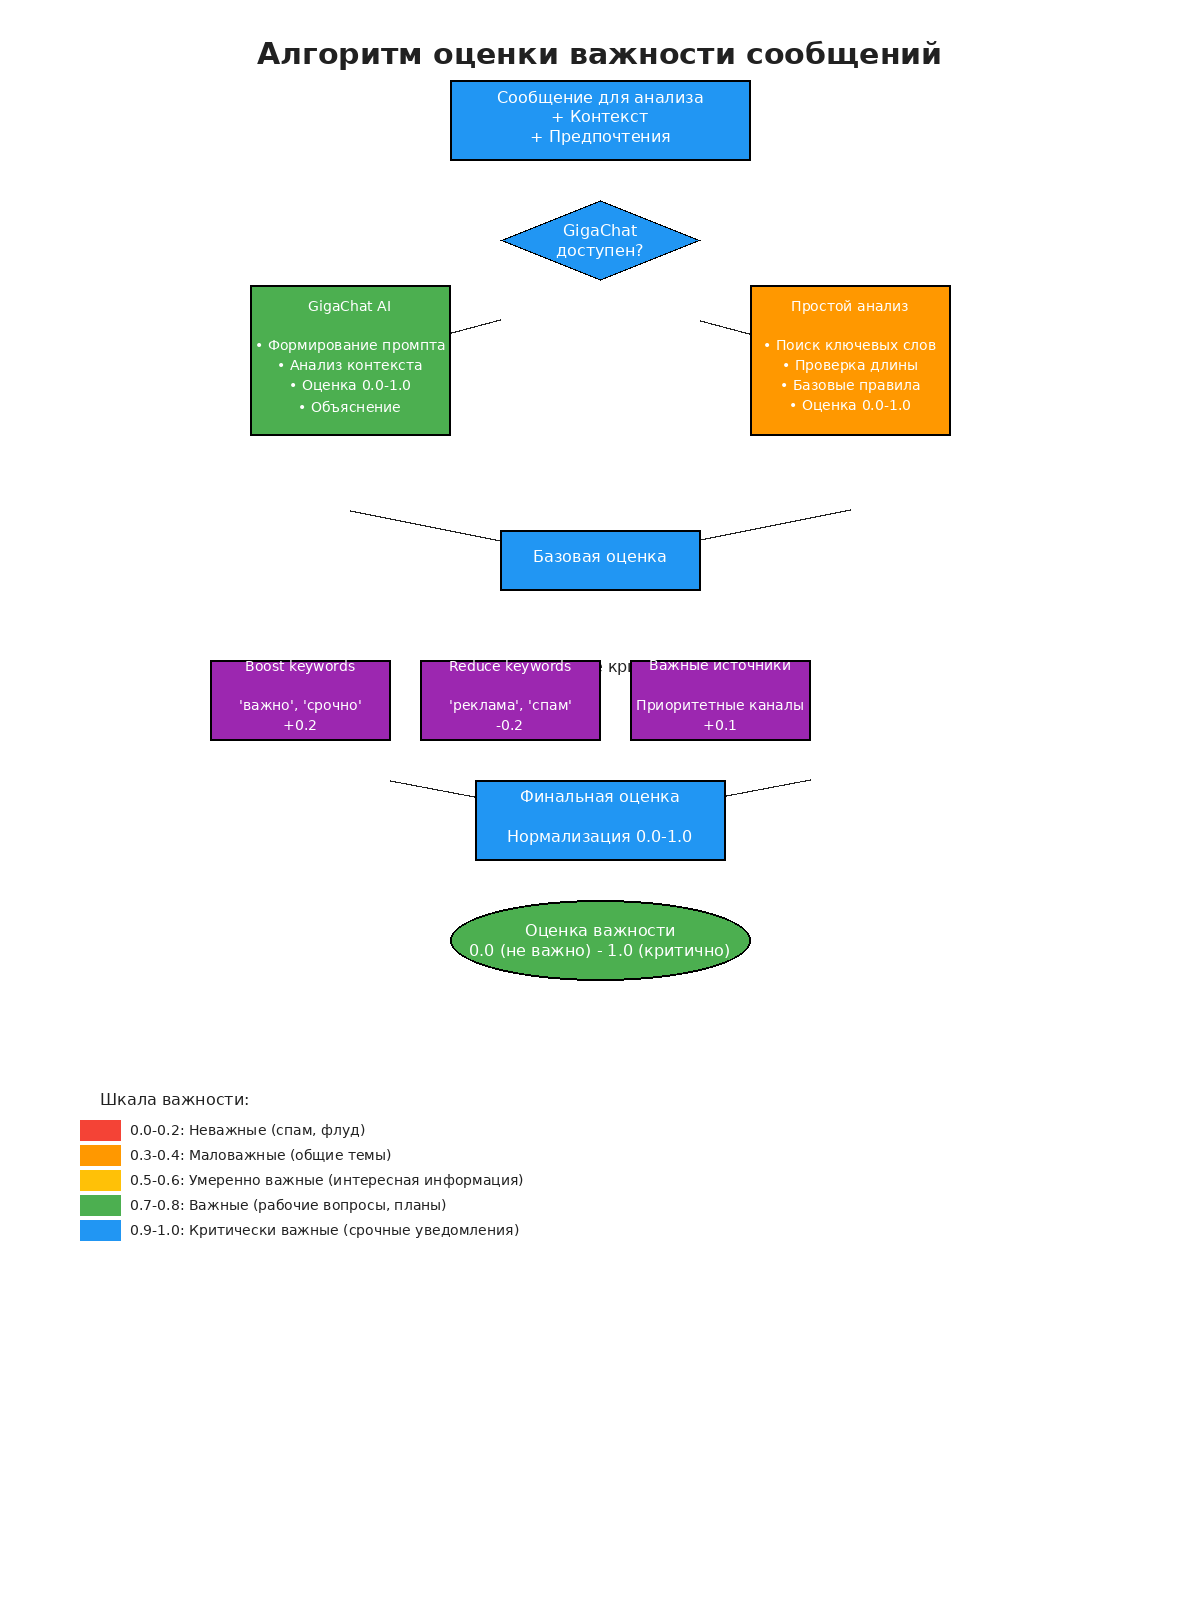 Алгоритм оценки важности сообщений
Сообщение для анализа
+ Контекст
+ Предпочтения
GigaChat
доступен?
GigaChat AI
• Формирование промпта
• Анализ контекста
• Оценка 0.0-1.0
• Объяснение
Простой анализ
• Поиск ключевых слов
• Проверка длины
• Базовые правила
• Оценка 0.0-1.0
Базовая оценка
Boost keywords
'важно', 'срочно'
+0.2
Reduce keywords
'реклама', 'спам'
-0.2
Важные источники
Приоритетные каналы
+0.1
Финальная оценка
Нормализация 0.0-1.0
Оценка важности
0.0 (не важно) - 1.0 (критично)
Шкала важности:
0.0-0.2: Неважные (спам, флуд)
0.3-0.4: Маловажные (общие темы)
0.5-0.6: Умеренно важные (интересная информация)
0.7-0.8: Важные (рабочие вопросы, планы)
0.9-1.0: Критически важные (срочные уведомления)